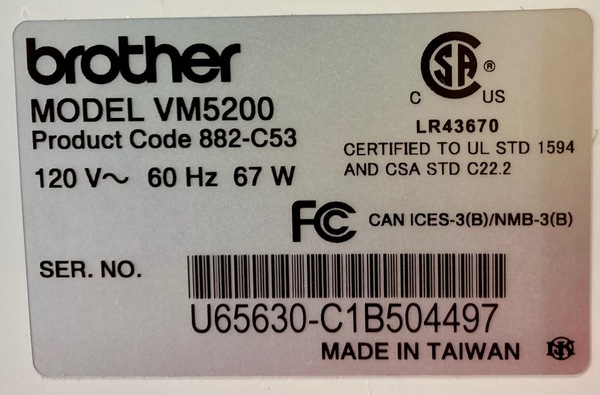 brother
MODEL VM5200
Product Code 882-C53
120 V～ 60 Hz 67 W
CSA ®
C US
LR43670
CERTIFIED TO UL STD 1594
AND CSA STD C22.2
FC CAN ICES-3(B)/NMB-3(B)
SER. NO.
U65630-C1B504497
MADE IN TAIWAN